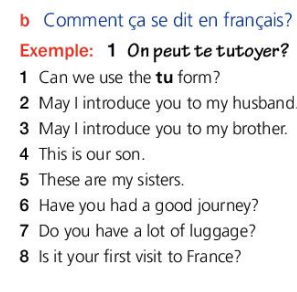 b Comment ça se dit en français?
Exemple: 1 On peut te tutoyer?
1 Can we use the tu form?
2 May I introduce you to my husband.
3 May I introduce you to my brother.
4 This is our son.
5 These are my sisters.
6 Have you had a good journey?
7 Do you have a lot of luggage?
8 Is it your first visit to France?